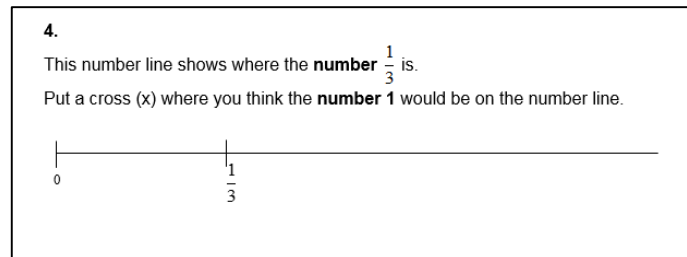 4.
This number line shows where the number 1/3 is.
Put a cross (x) where you think the number 1 would be on the number line.
0 1/3